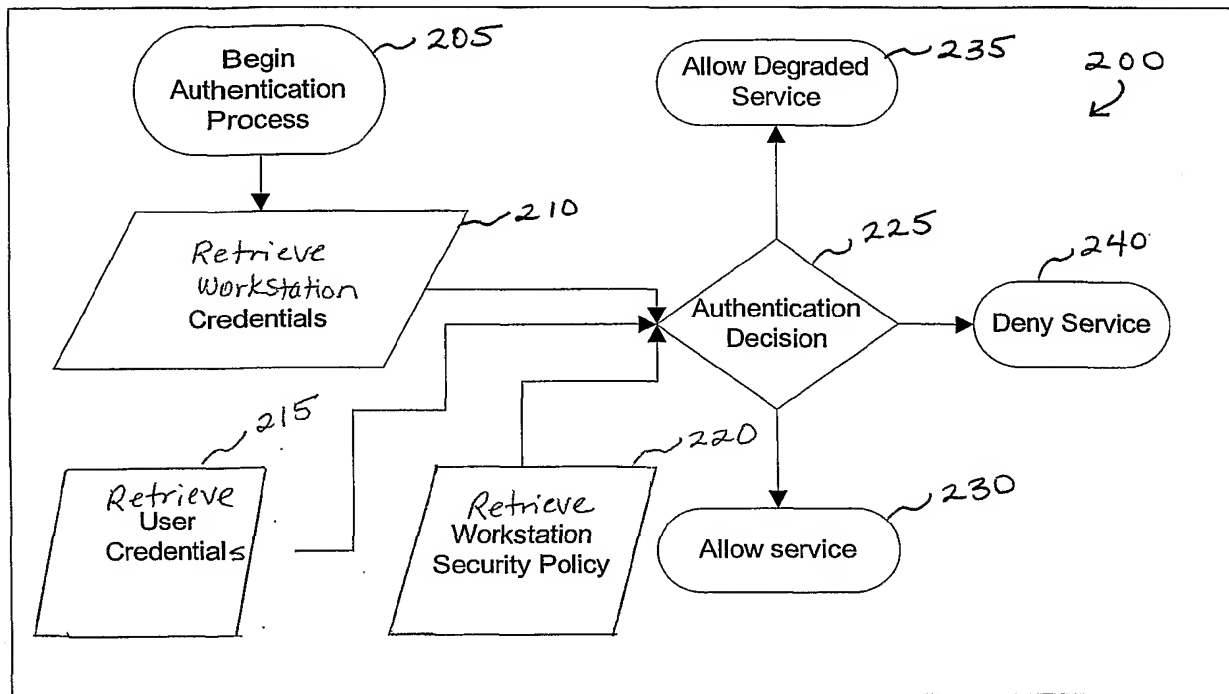 Begin
Authentication
Process
205
Allow Degraded
Service
235
200
Retrieve
Workstation
Credentials
210
Authentication
Decision
225
Deny Service
240
Retrieve
User
Credentials
215
Retrieve
Workstation
Security Policy
220
Allow service
230